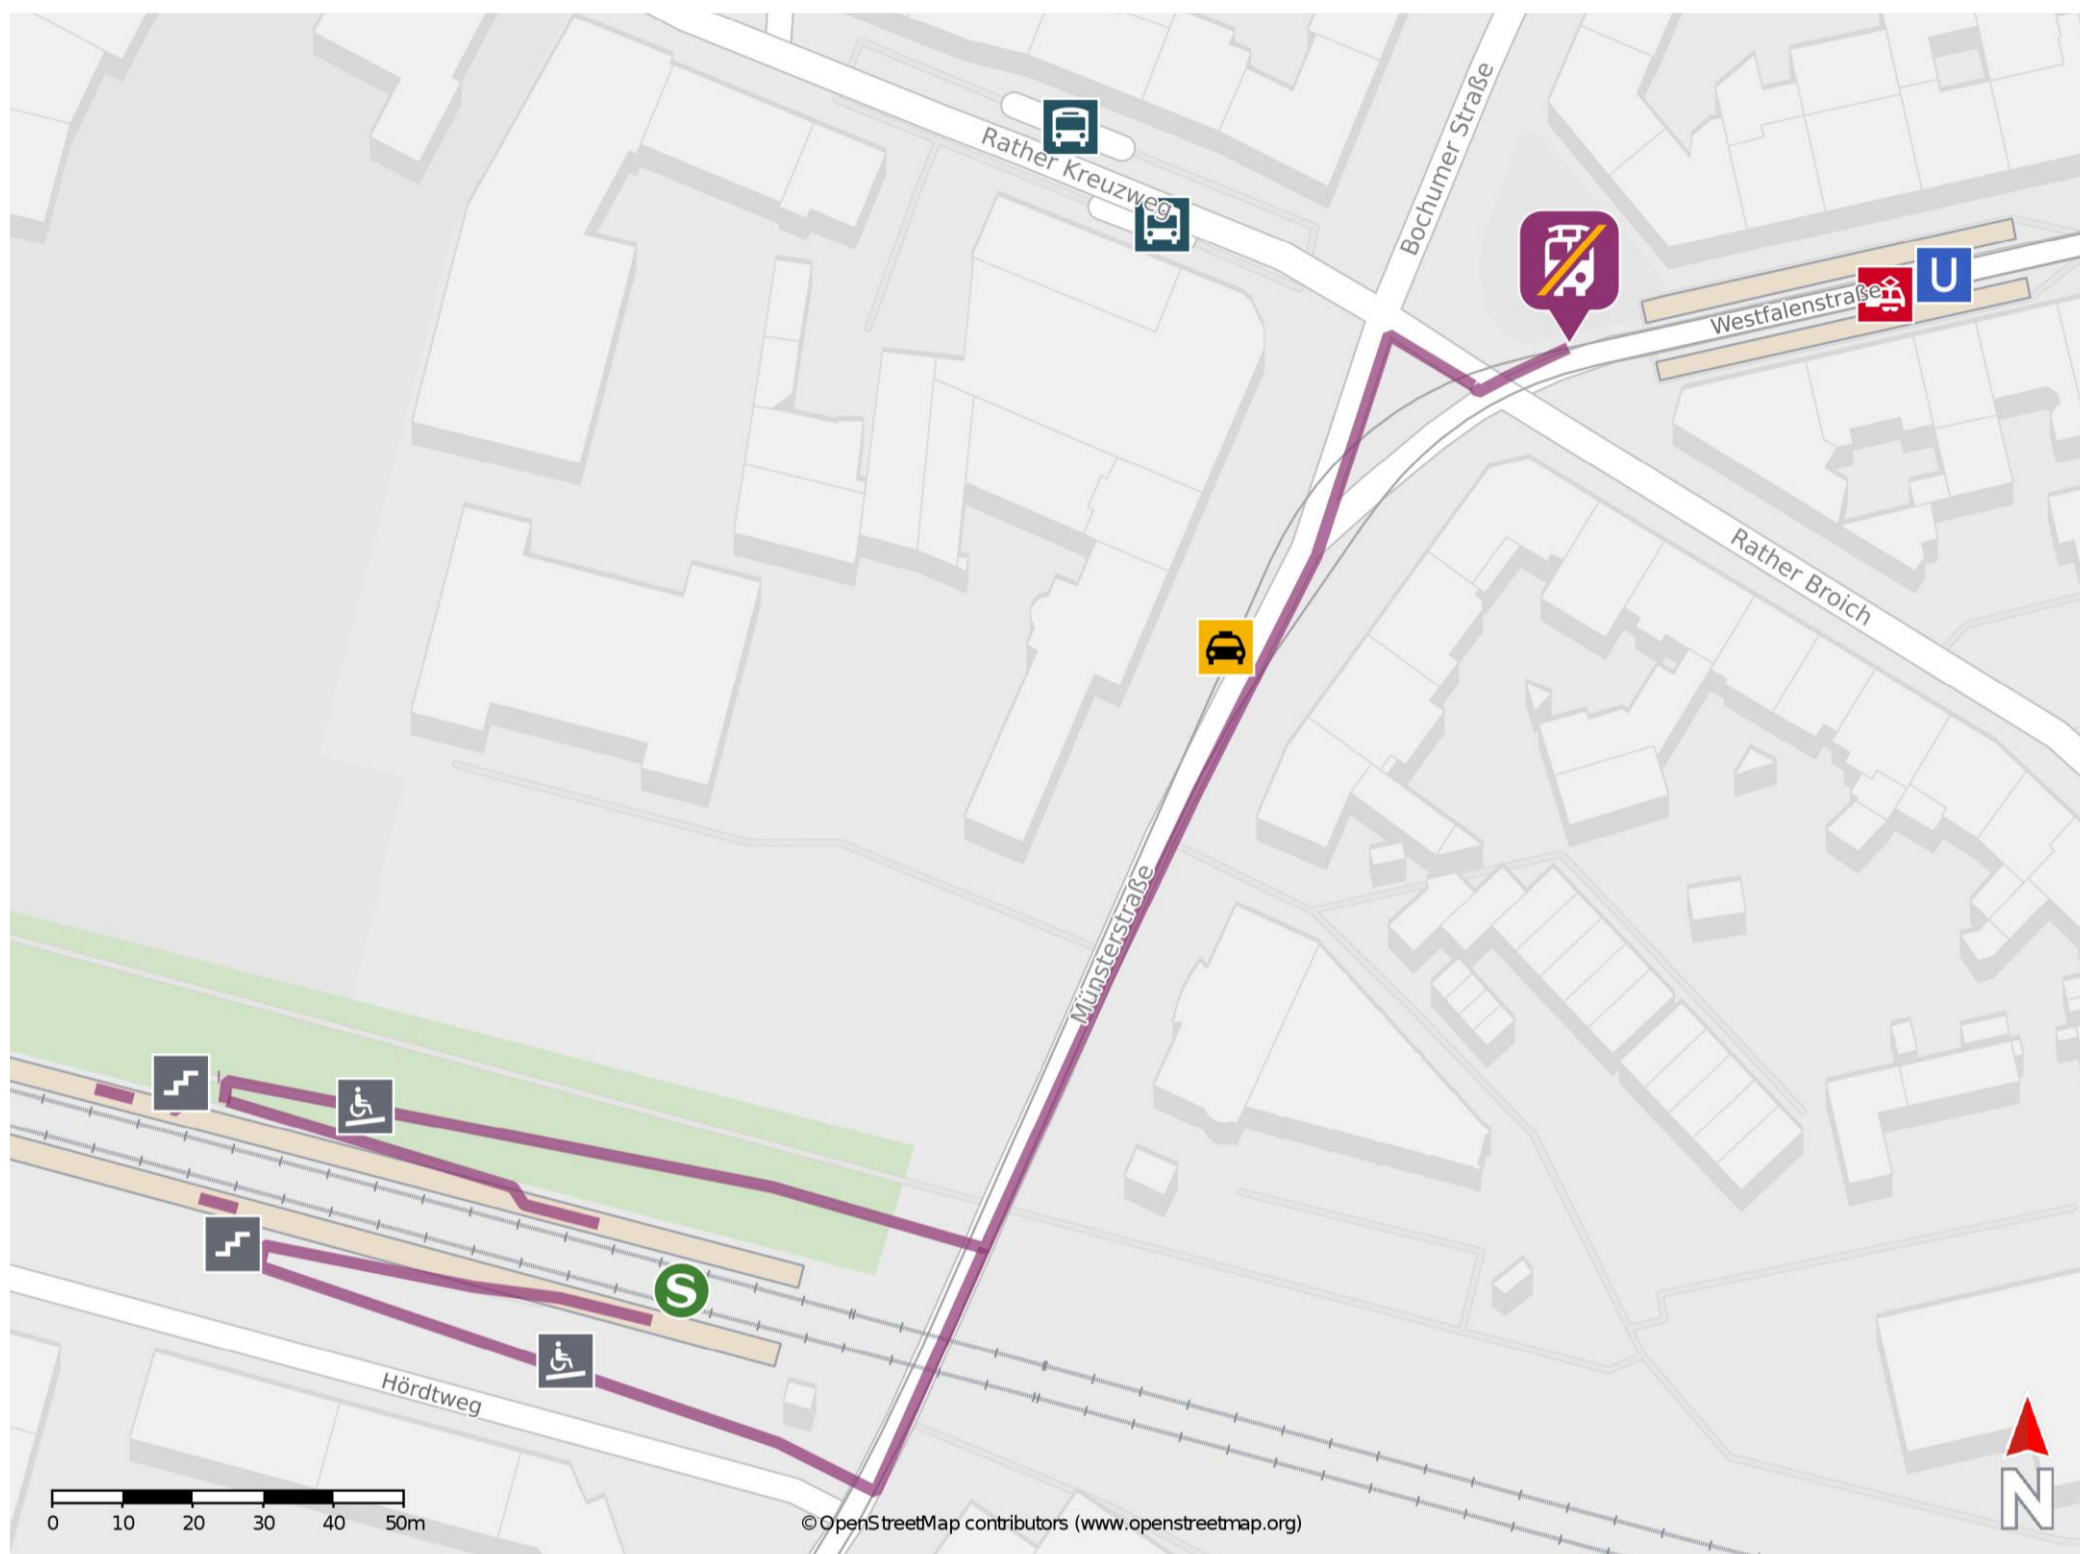 Bochumer Straße
Rather Kreuzweg
U
Westfalenstraße
Rather Broich
Münsterstraße
S
Hördtweg
0 10 20 30 40 50m
©OpenStreetMap contributors (www.openstreetmap.org)
N